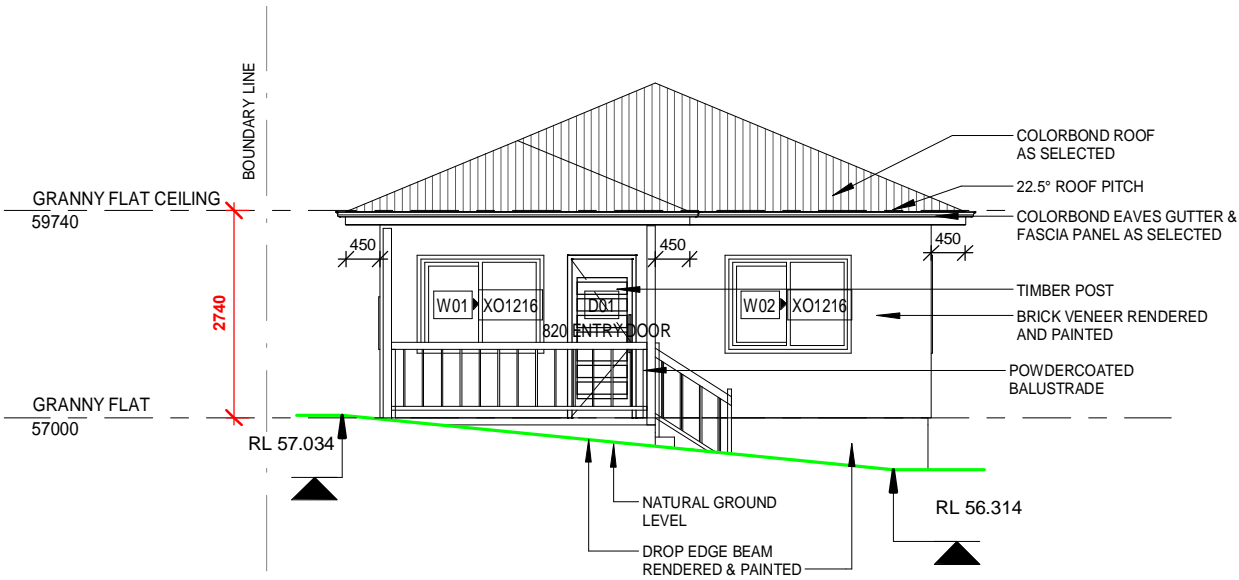 BOUNDARY LINE
GRANNY FLAT CEILING
59740
2740
GRANNY FLAT
57000
RL 57.034
450
450
450
W01 XO1216
D01
820 ENTRY DOOR
W02 XO1216
COLORBOND ROOF
AS SELECTED
22.5° ROOF PITCH
COLORBOND EAVES GUTTER &
FASCIA PANEL AS SELECTED
TIMBER POST
BRICK VENEER RENDERED
AND PAINTED
POWDERCOATED
BALUSTRADE
NATURAL GROUND
LEVEL
DROP EDGE BEAM
RENDERED & PAINTED
RL 56.314